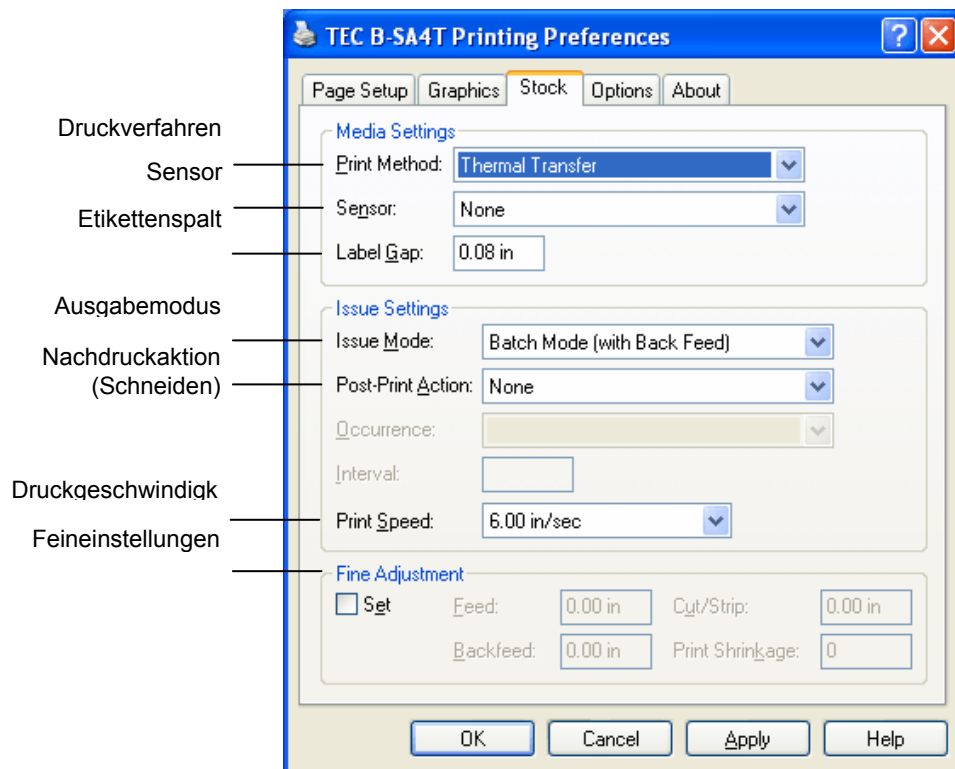 TEC B-SA4T Printing Preferences
Page Setup Graphics Stock Options About
Druckverfahren
Media Settings
Sensor
Print Method: Thermal Transfer
Etikettenspalt
Sensor: None
Label Gap: 0.08 in
Ausgabemodus
Issue Settings
Issue Mode: Batch Mode (with Back Feed)
Nachdruckaktion
(Schneiden)
Post-Print Action: None
Occurrence:
Interval:
Druckgeschwindigk
Print Speed: 6.00 in/sec
Feineinstellungen
Fine Adjustment
Set Feed: 0.00 in Cut/Strip: 0.00 in
Backfeed: 0.00 in Print Shrinkage: 0
OK Cancel Apply Help